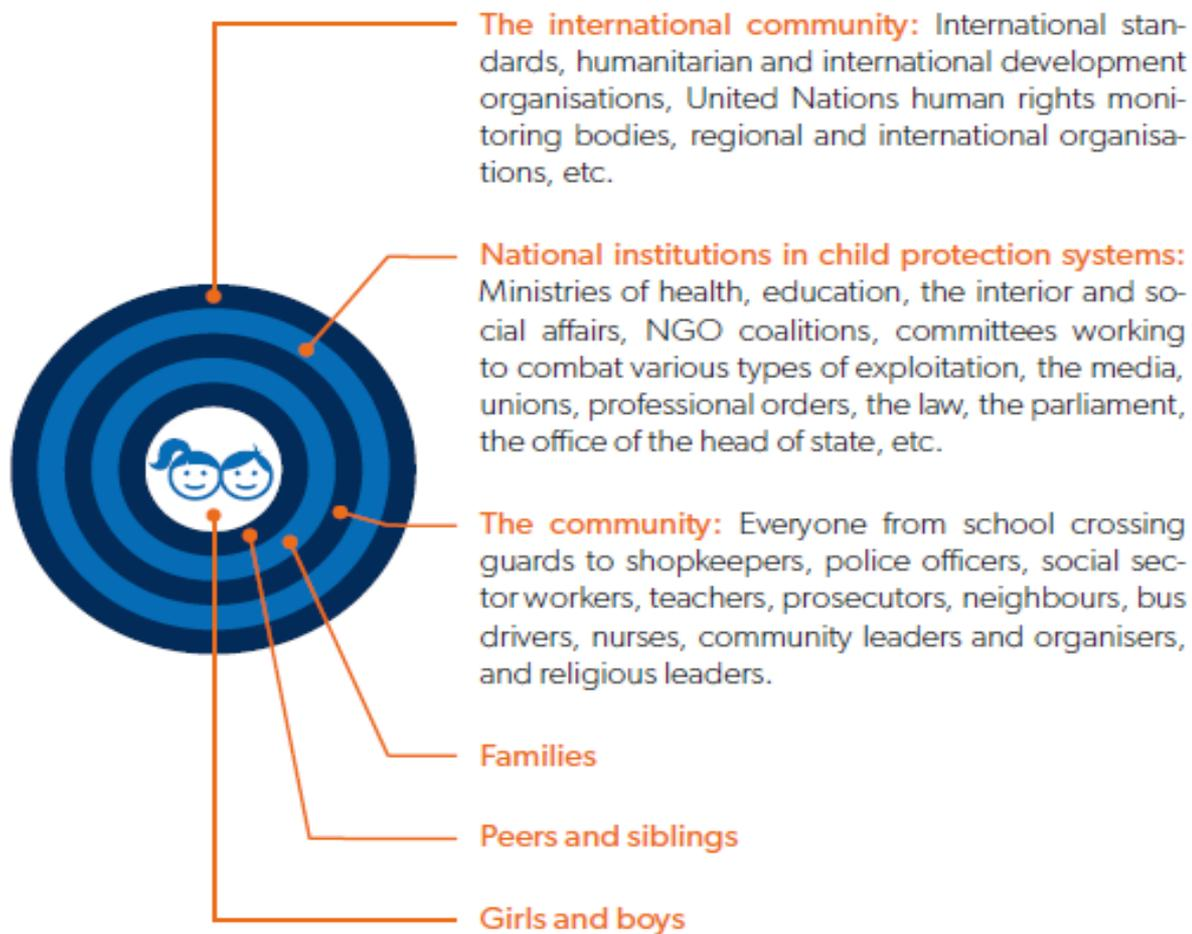 The international community: International stan-
dards, humanitarian and international development
organisations, United Nations human rights moni-
toring bodies, regional and international organisa-
tions, etc.
National institutions in child protection systems:
Ministries of health, education, the interior and so-
cial affairs, NGO coalitions, committees working
to combat various types of exploitation, the media,
unions, professional orders, the law, the parliament,
the office of the head of state, etc.
The community: Everyone from school crossing
guards to shopkeepers, police officers, social sec-
tor workers, teachers, prosecutors, neighbours, bus
drivers, nurses, community leaders and organisers,
and religious leaders.
Families
Peers and siblings
Girls and boys